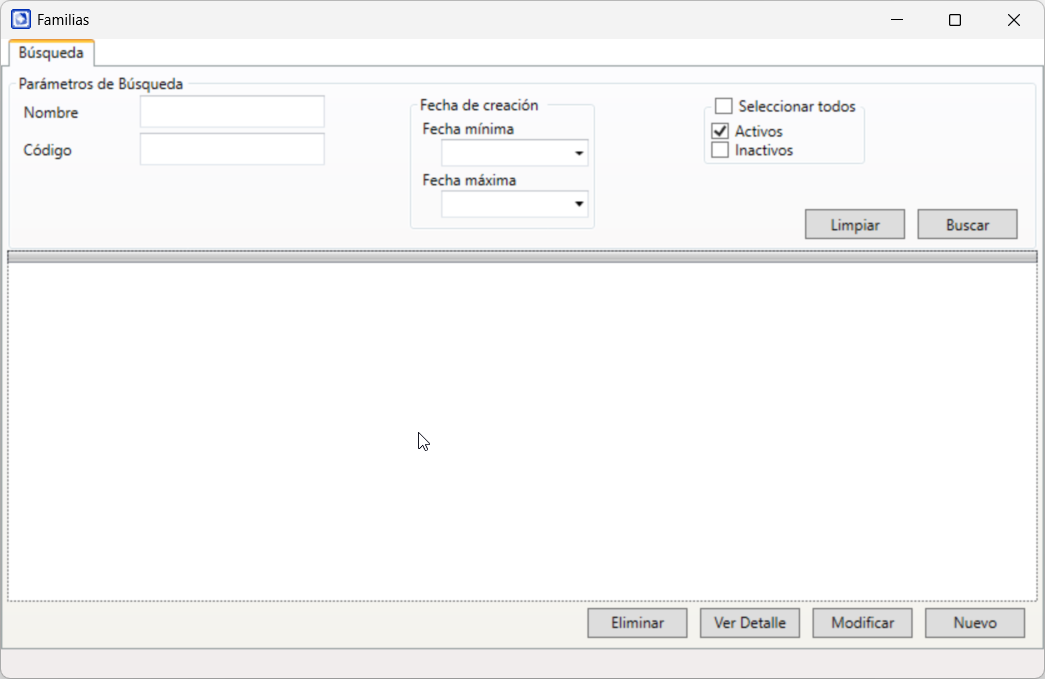 Familias
Búsqueda
Parámetros de Búsqueda
Nombre
Código
Fecha de creación
Fecha mínima
Fecha máxima
Seleccionar todos
Activos
Inactivos
Limpiar
Buscar
Eliminar
Ver Detalle
Modificar
Nuevo